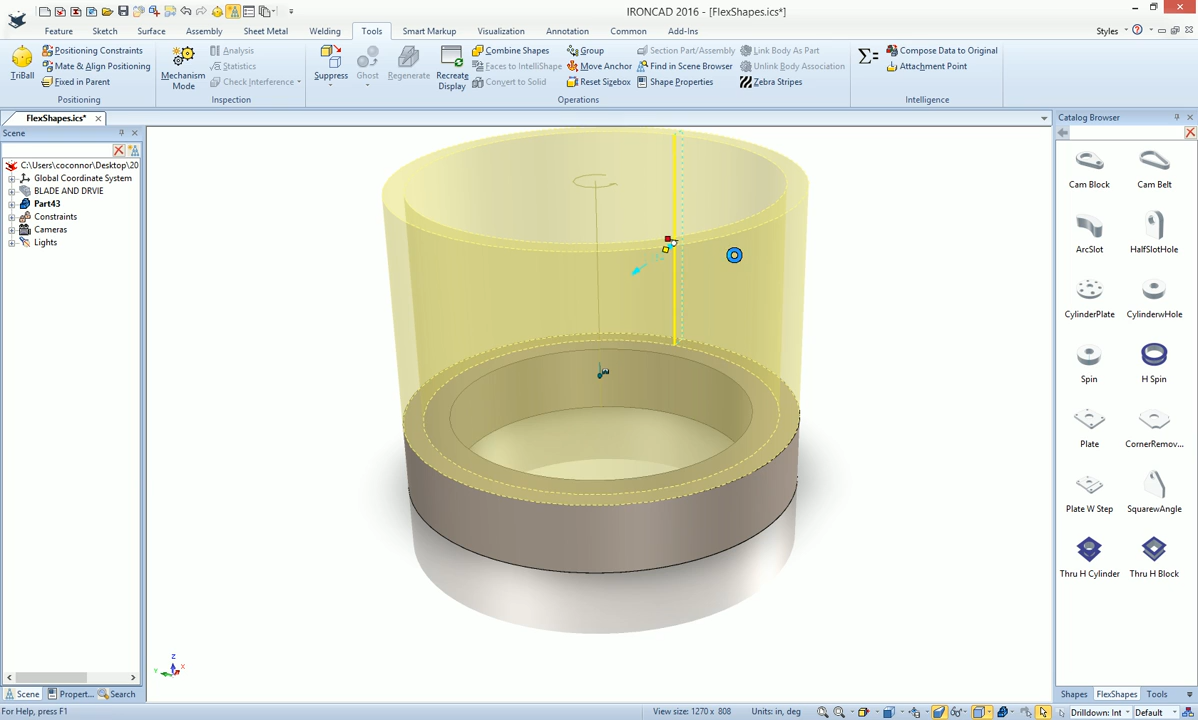 IRONCAD 2016 - [FlexShapes.ics*]
Feature Sketch Surface Assembly Sheet Metal Welding Tools Smart Markup Visualization Annotation Common Add-Ins Styles
TriBall
Positioning Constraints
Mate & Align Positioning
Fixed in Parent
Positioning
Mechanism Mode
Analysis
Statistics
Check Interference
Inspection
Suppress
Ghost
Regenerate
Recreate Display
Combine Shapes
Faces to IntelliShape
Convert to Solid
Group
Move Anchor
Reset Sizebox
Section Part/Assembly
Find in Scene Browser
Shape Properties
Link Body As Part
Unlink Body Association
Zebra Stripes
Operations
Compose Data to Original
Attachment Point
Intelligence
FlexShapes.ics*
Scene
C:\Users\coconnor\Desktop\20
Global Coordinate System
BLADE AND DRVIE
Part43
Constraints
Cameras
Lights
Z
Y
X
Catalog Browser
Cam Block Cam Belt
ArcSlot HalfSlotHole
CylinderPlate CylinderwHole
Spin H Spin
Plate CornerRemov...
Plate W Step SquarewAngle
Thru H Cylinder Thru H Block
Scene Propert... Search
Shapes FlexShapes Tools
For Help, press F1
View size: 1270 x 808 Units: in, deg
Drilldown: Int Default